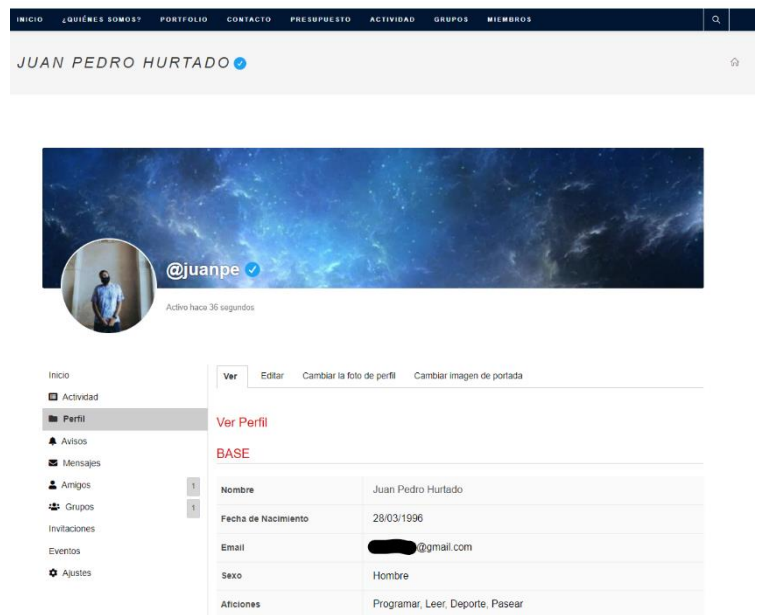 INICIO ¿QUIÉNES SOMOS? PORTFOLIO CONTACTO PRESUPUESTO ACTIVIDAD GRUPOS MIEMBROS
JUAN PEDRO HURTADO
@juanpe
Activo hace 36 segundos
Inicio
Actividad
Perfil
Avisos
Mensajes
Amigos 1
Grupos 1
Invitaciones
Eventos
Ajustes
Ver Editar Cambiar la foto de perfil Cambiar imagen de portada
Ver Perfil
BASE
Nombre Juan Pedro Hurtado
Fecha de Nacimiento 28/03/1996
Email @gmail.com
Sexo Hombre
Aficiones Programar, Leer, Deporte, Pasear